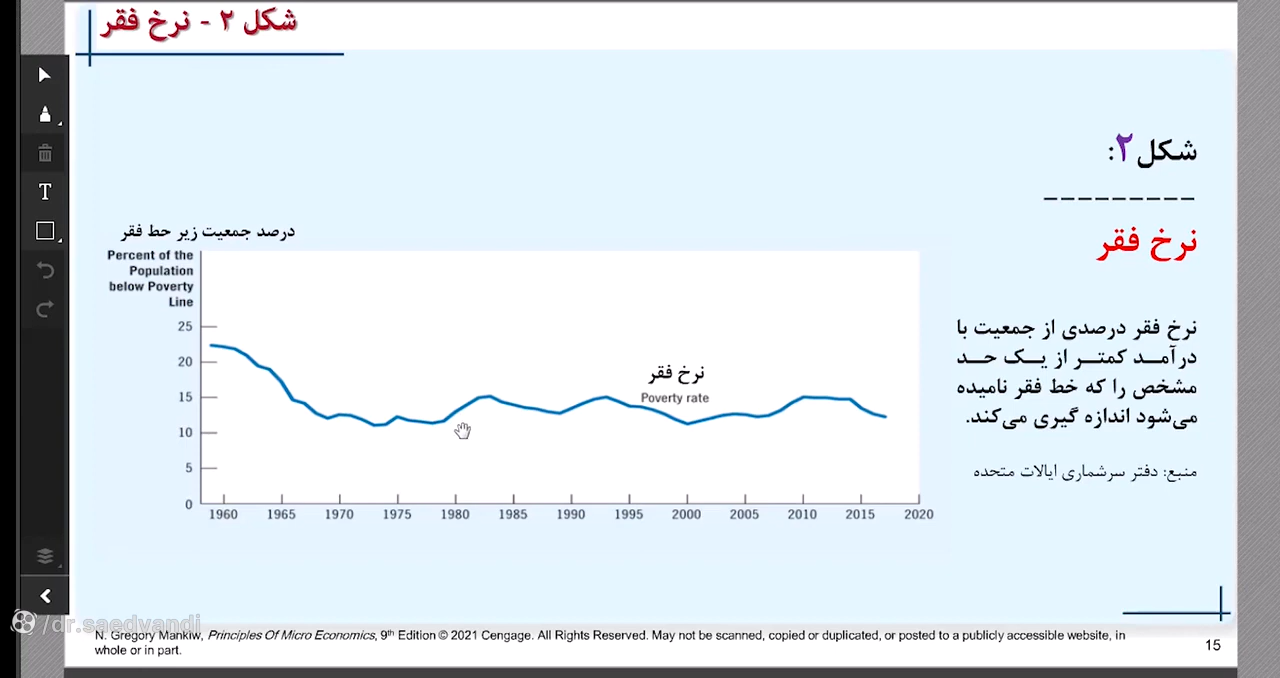 شکل ۲ - نرخ فقر
شکل ۲:
---------
نرخ فقر
نرخ فقر درصدی از جمعیت با
درآمــد کمتــر از یــک حــد
مشخص را که خط فقر نامیده
می‌شود اندازه گیری می‌کند.
منبع: دفتر سرشماری ایالات متحده
درصد جمعیت زیر حط فقر
Percent of the
Population
below Poverty
Line
25
20
15
10
5
0
نرخ فقر
Poverty rate
1960 1965 1970 1975 1980 1985 1990 1995 2000 2005 2010 2015 2020
T
/dr.saedvandi
N. Gregory Mankiw, Principles Of Micro Economics, 9th Edition © 2021 Cengage. All Rights Reserved. May not be scanned, copied or duplicated, or posted to a publicly accessible website, in
whole or in part.
15